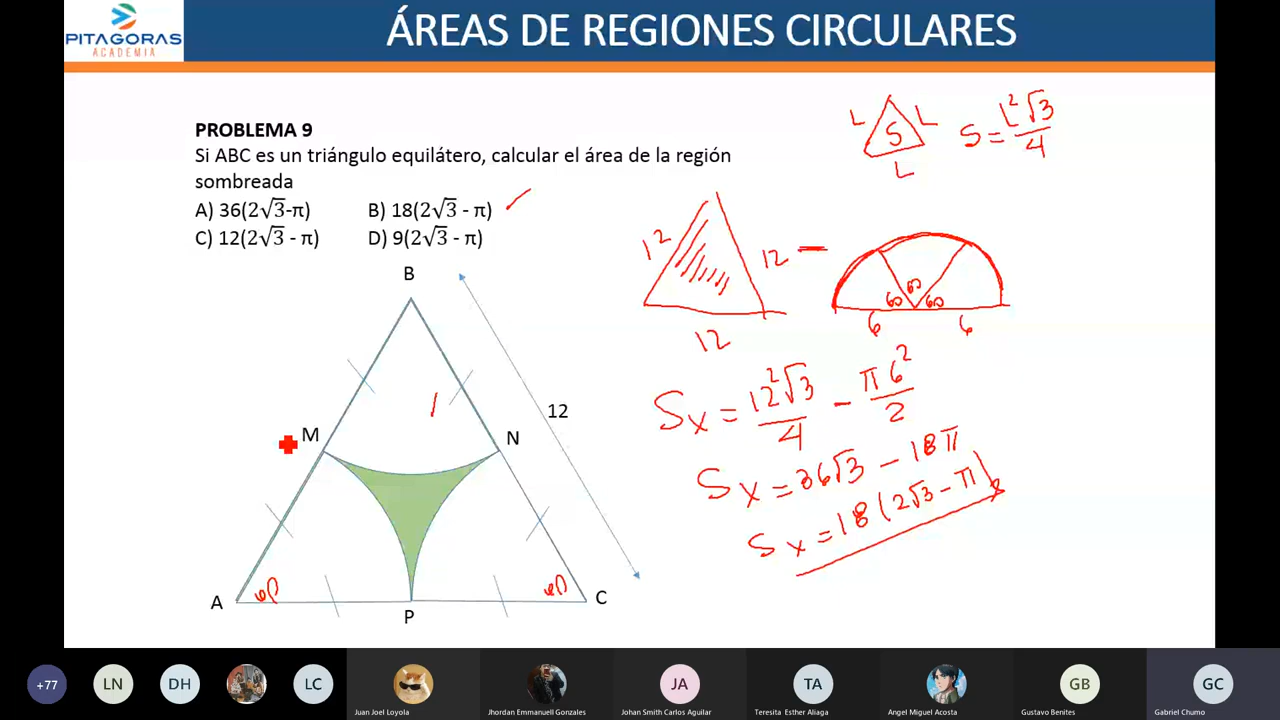 PITAGORAS
ACADEMIA
ÁREAS DE REGIONES CIRCULARES
PROBLEMA 9
Si ABC es un triángulo equilátero, calcular el área de la región
sombreada
A) 36(2√3-π) B) 18(2√3 - π)
C) 12(2√3 - π) D) 9(2√3 - π)
L L
S
L
S = L²√3/4
12 12 —
12
60 60 60
6 6
Sx = 12²√3/4 - π6²/2
Sx = 36√3 - 18π
Sx = 18(2√3 - π)
B
12
M N
60 60
A P C
+77 LN DH LC JA TA GB GC
Juan Joel Loyola Jhordan Emmanuell Gonzales Johan Smith Carlos Aguilar Teresita Esther Aliaga Angel Miguel Acosta Gustavo Benites Gabriel Chumo